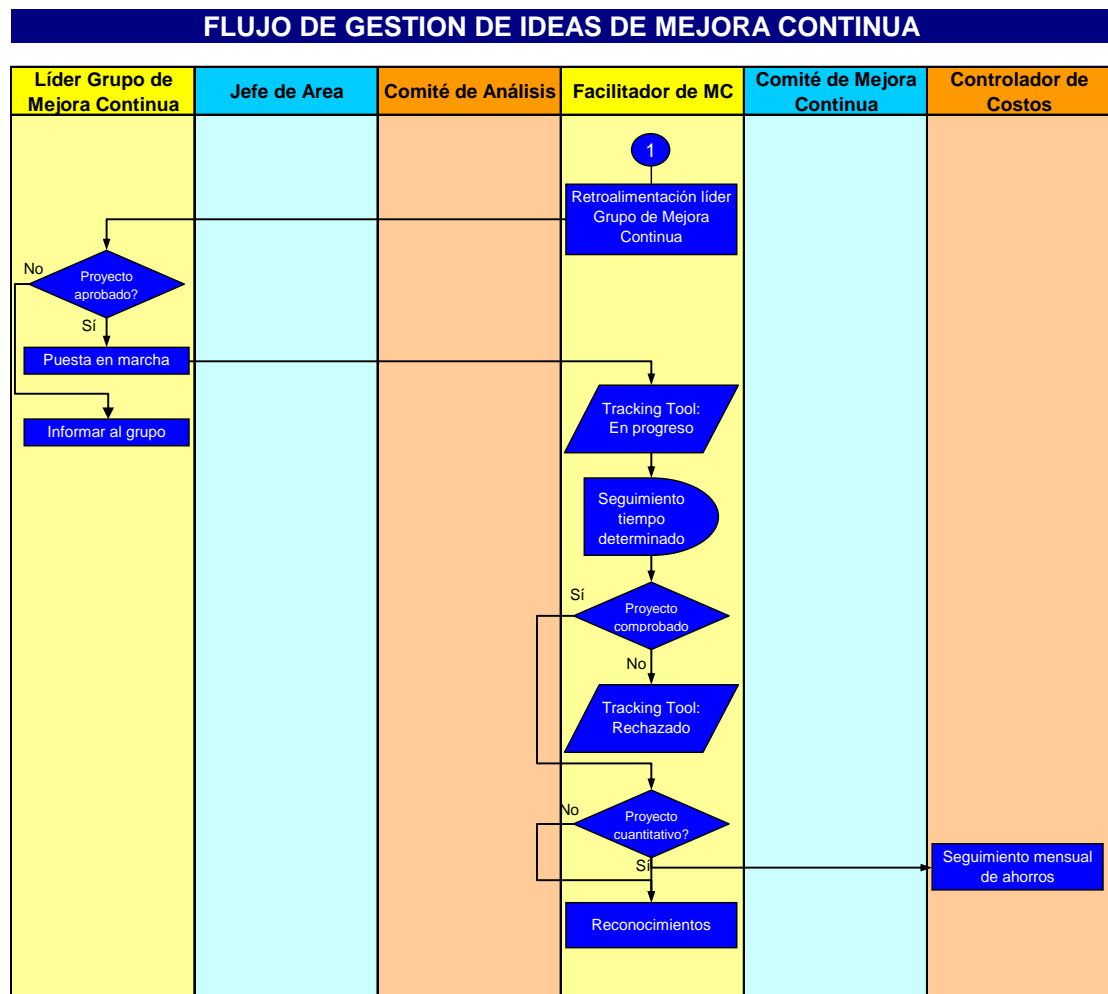 FLUJO DE GESTION DE IDEAS DE MEJORA CONTINUA
Líder Grupo de
Mejora Continua
Jefe de Area
Comité de Análisis
Facilitador de MC
Comité de Mejora
Continua
Controlador de
Costos
1
Retroalimentación líder
Grupo de Mejora
Continua
No
Proyecto
aprobado?
Sí
Puesta en marcha
Informar al grupo
Tracking Tool:
En progreso
Seguimiento
tiempo
determinado
Sí
Proyecto
comprobado
No
Tracking Tool:
Rechazado
No
Proyecto
cuantitativo?
Sí
Seguimiento mensual
de ahorros
Reconocimientos